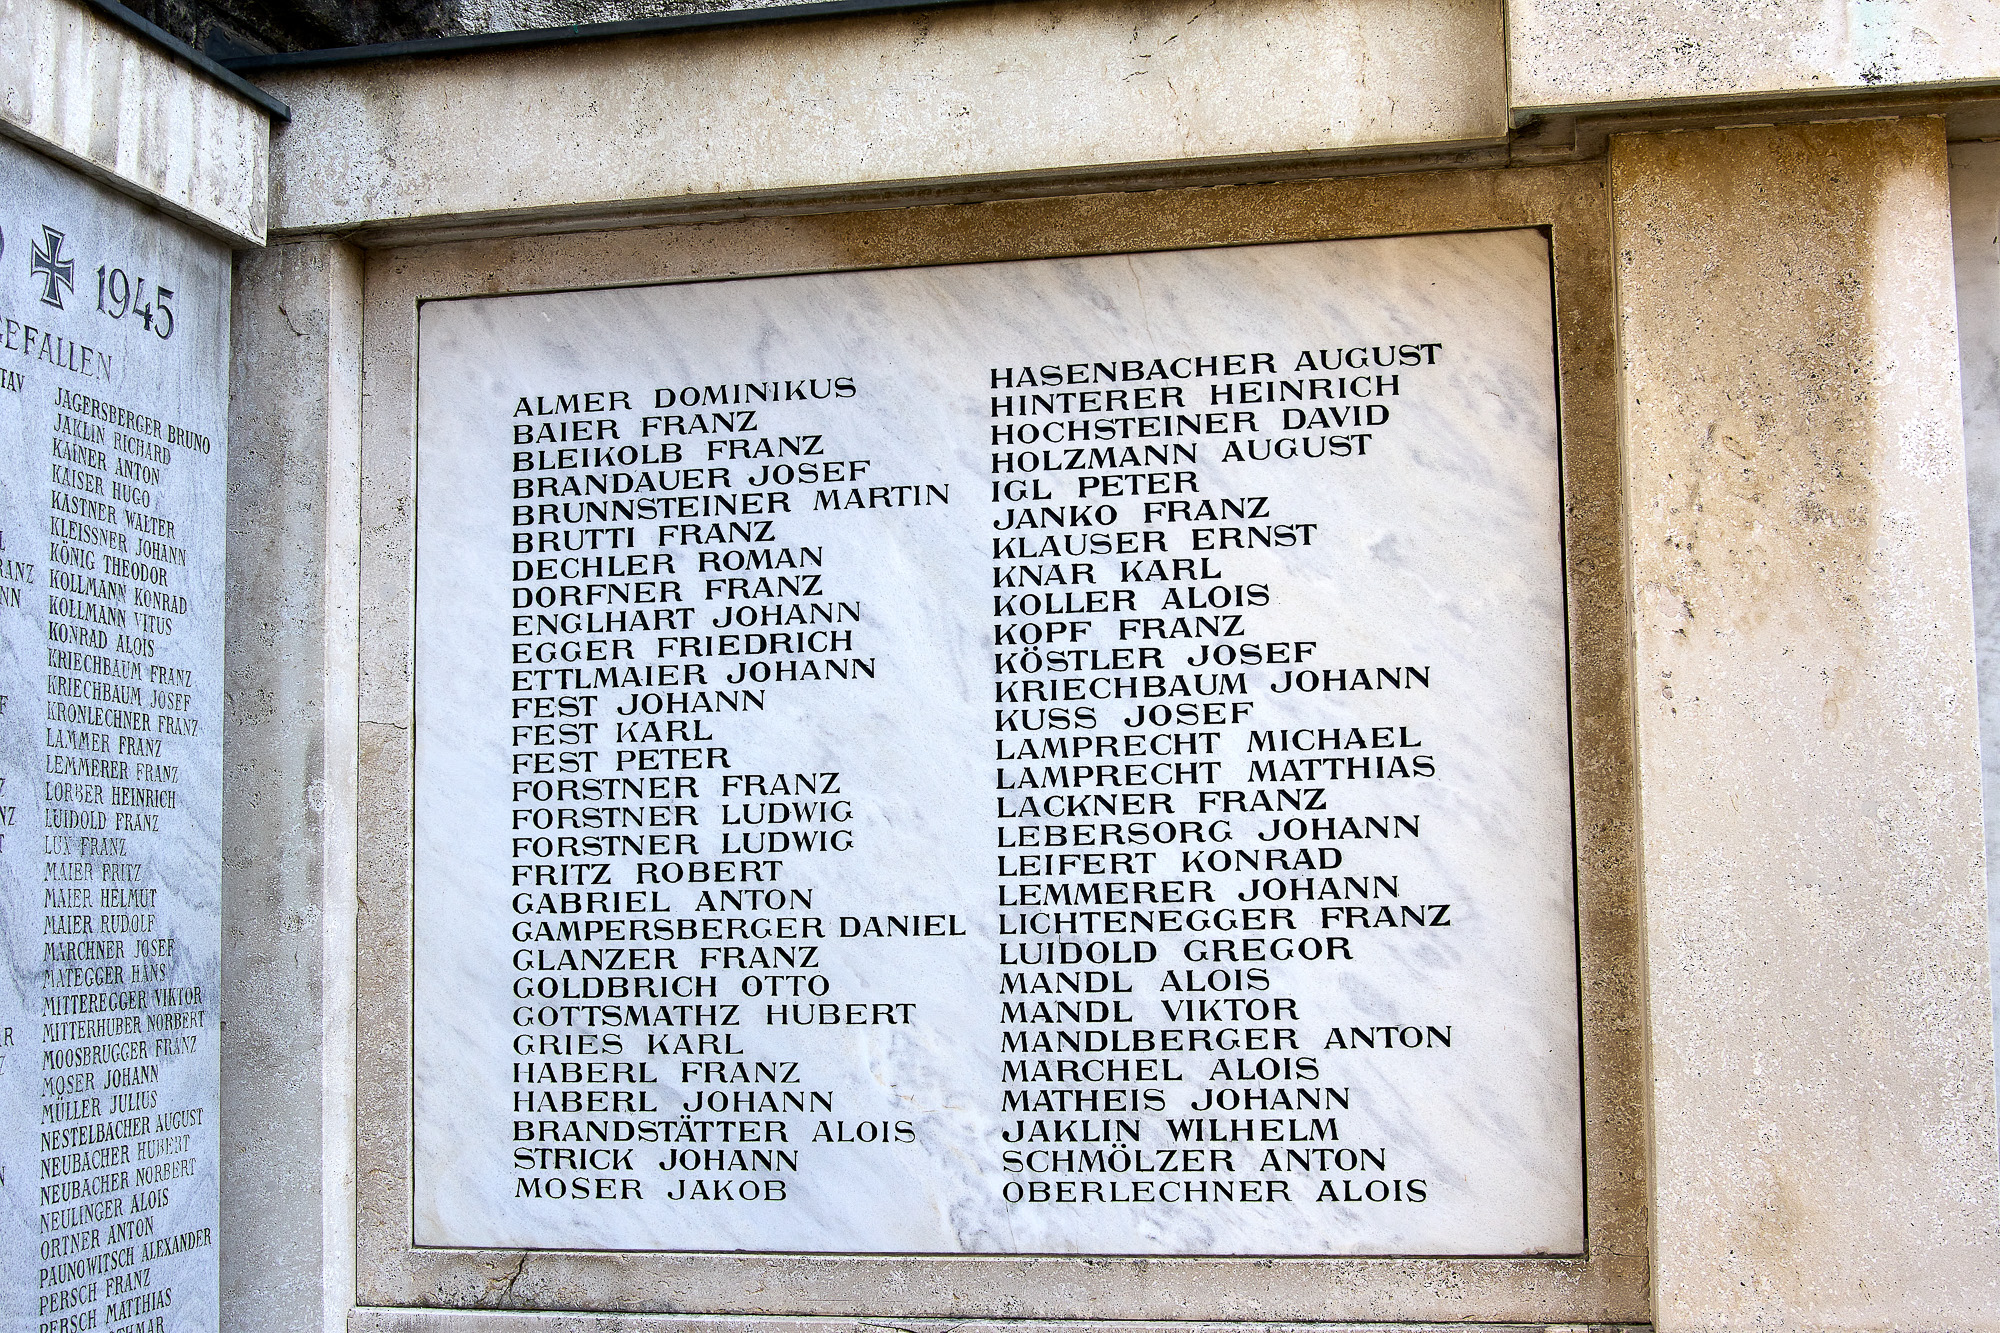 1945
GEFALLEN
JAGERSBERGER BRUNO
JAKLIN RICHARD
KAINER ANTON
KAISER HUGO
KASTNER WALTER
KLEISSNER JOHANN
KÖNIG THEODOR
KOLLMANN KONRAD
KOLLMANN VITUS
KONRAD ALOIS
KRIECHBAUM FRANZ
KRIECHBAUM JOSEF
KRONLECHNER FRANZ
LAMMER FRANZ
LEMMERER FRANZ
LORBER HEINRICH
LUIDOLD FRANZ
LUX FRANZ
MAIER FRITZ
MAIER HELMUT
MAIER RUDOLF
MARCHNER JOSEF
MATEGGER HANS
MITTEREGGER VIKTOR
MITTERHUBER NORBERT
MOOSBRUGGER FRANZ
MOSER JOHANN
MÜLLER JULIUS
NESTELBACHER AUGUST
NEUBACHER HUBERT
NEUBACHER NORBERT
NEULINGER ALOIS
ORTNER ANTON
PAUNOWITSCH ALEXANDER
PERSCH FRANZ
PERSCH MATTHIAS
ALMER DOMINIKUS
BAIER FRANZ
BLEIKOLB FRANZ
BRANDAUER JOSEF
BRUNNSTEINER MARTIN
BRUTTI FRANZ
DECHLER ROMAN
DORFNER FRANZ
ENGLHART JOHANN
EGGER FRIEDRICH
ETTLMAIER JOHANN
FEST JOHANN
FEST KARL
FEST PETER
FORSTNER FRANZ
FORSTNER LUDWIG
FORSTNER LUDWIG
FRITZ ROBERT
GABRIEL ANTON
GAMPERSBERGER DANIEL
GLANZER FRANZ
GOLDBRICH OTTO
GOTTSMATHZ HUBERT
GRIES KARL
HABERL FRANZ
HABERL JOHANN
BRANDSTÄTTER ALOIS
STRICK JOHANN
MOSER JAKOB
HASENBACHER AUGUST
HINTERER HEINRICH
HOCHSTEINER DAVID
HOLZMANN AUGUST
IGL PETER
JANKO FRANZ
KLAUSER ERNST
KNAR KARL
KOLLER ALOIS
KOPF FRANZ
KÖSTLER JOSEF
KRIECHBAUM JOHANN
KUSS JOSEF
LAMPRECHT MICHAEL
LAMPRECHT MATTHIAS
LACKNER FRANZ
LEBERSORG JOHANN
LEIFERT KONRAD
LEMMERER JOHANN
LICHTENEGGER FRANZ
LUIDOLD GREGOR
MANDL ALOIS
MANDL VIKTOR
MANDLBERGER ANTON
MARCHEL ALOIS
MATHEIS JOHANN
JAKLIN WILHELM
SCHMÖLZER ANTON
OBERLECHNER ALOIS